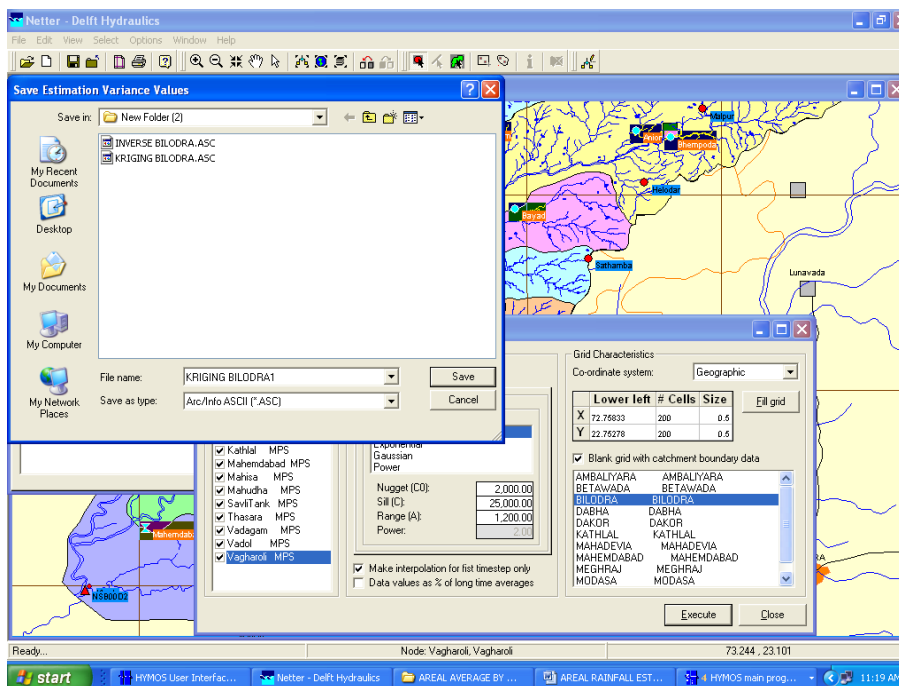 Netter - Delft Hydraulics
File Edit View Select Options Window Help
Save Estimation Variance Values
Save in: New Folder (2)
My Recent Documents
Desktop
My Documents
My Computer
My Network Places
INVERSE BILODRA.ASC
KRIGING BILODRA.ASC
File name: KRIGING BILODRA1 Save
Save as type: Arc/Info ASCII (*.ASC) Cancel
Malpur
Anior
Bhempoda
Helodar
Bayad
Sathamba
Lunavada
Grid Characteristics
Co-ordinate system: Geographic
Lower left # Cells Size
X 72.75833 200 0.5
Y 22.75278 200 0.5
Fill grid
Blank grid with catchment boundary data
AMBALIYARA AMBALIYARA
BETAWADA BETAWADA
BILODRA BILODRA
DABHA DABHA
DAKOR DAKOR
KATHLAL KATHLAL
MAHADEVIA MAHADEVIA
MAHEMDABAD MAHEMDABAD
MEGHRAJ MEGHRAJ
MODASA MODASA
Kathlal MPS
Mahemdabad MPS
Mahisa MPS
Mahudha MPS
SavliTank MPS
Thasara MPS
Vadagam MPS
Vadol MPS
Vagharoli MPS
Exponential
Gaussian
Power
Nugget (C0): 2,000.00
Sill (C): 25,000.00
Range (A): 1,200.00
Power: 2.00
Make interpolation for fist timestep only
Data values as % of long time averages
Execute Close
Mahemdab
NSB00D2
RA
Ready... Node: Vagharoli, Vagharoli 73.244 , 23.101
start HYMOS User Interfac... Netter - Delft Hydraulics AREAL AVERAGE BY ... AREAL RAINFALL EST... 4 HYMOS main prog... 11:19 AM